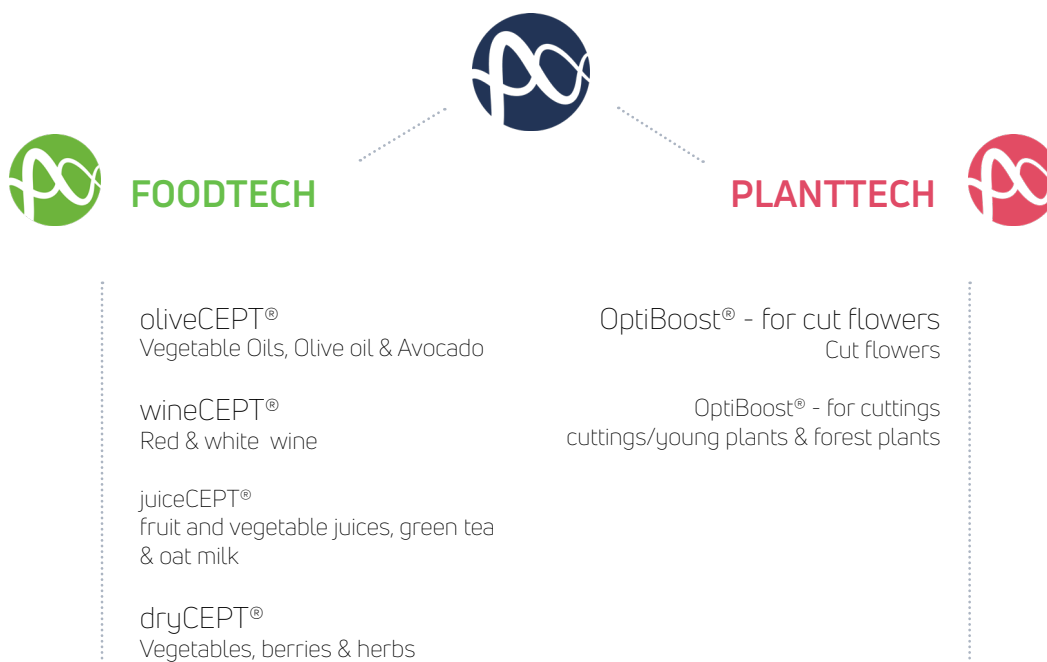 FOODTECH
oliveCEPT®
Vegetable Oils, Olive oil & Avocado
wineCEPT®
Red & white wine
juiceCEPT®
fruit and vegetable juices, green tea
& oat milk
dryCEPT®
Vegetables, berries & herbs
PLANTTECH
OptiBoost® - for cut flowers
Cut flowers
OptiBoost® - for cuttings
cuttings/young plants & forest plants